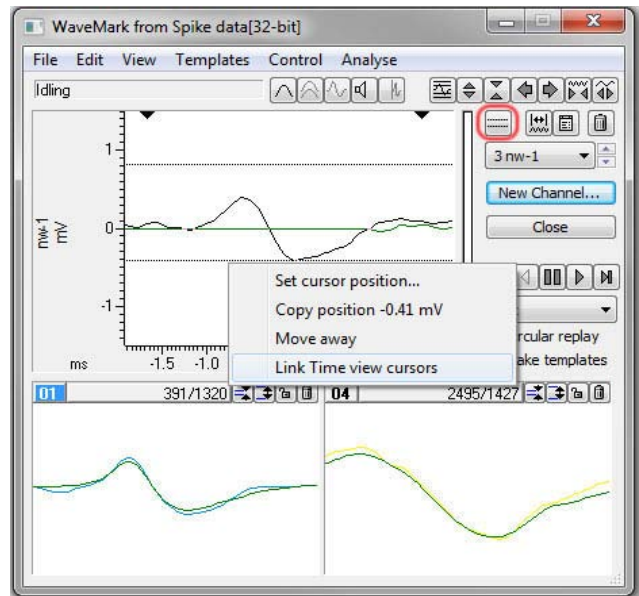 WaveMark from Spike data[32-bit]
File Edit View Templates Control Analyse
Idling
3 nw-1
New Channel...
Close
1
0
-1
nw-1
mV
ms -1.5 -1.0
Set cursor position...
Copy position -0.41 mV
Move away
Link Time view cursors
rcular replay
ake templates
01 391/1320
04 2495/1427